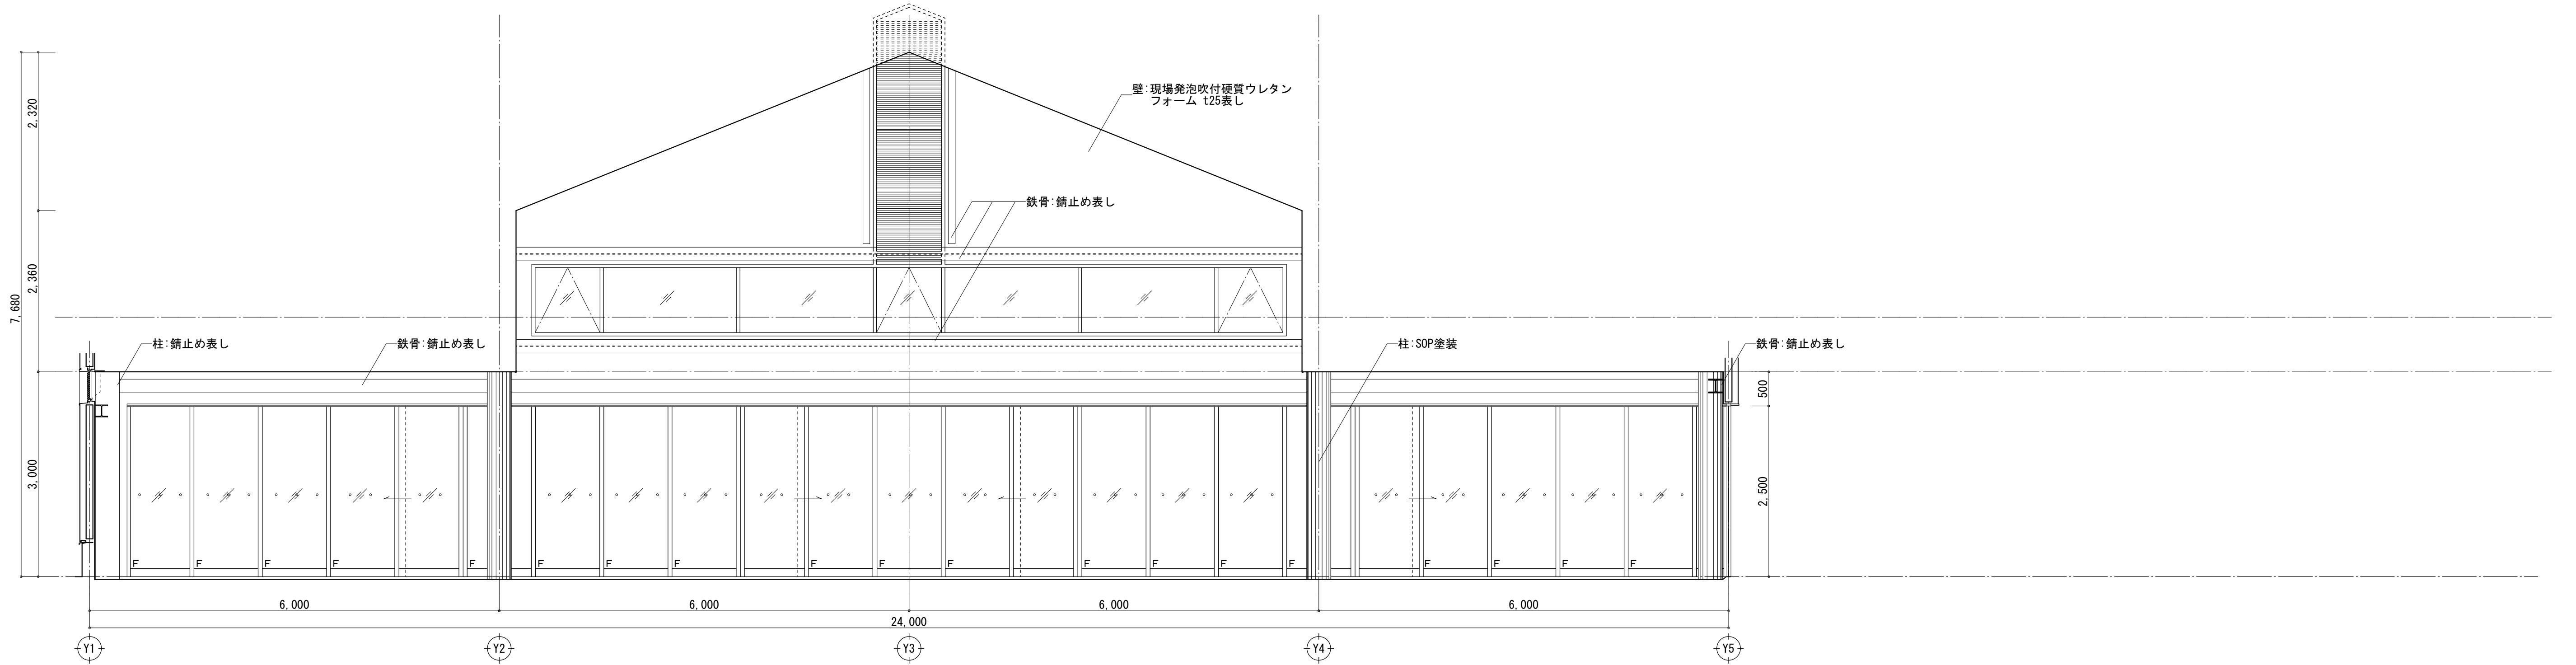 壁:現場発泡吹付硬質ウレタン
フォーム t25表し
2,320
鉄骨:錆止め表し
2,360
7,680
柱:錆止め表し
鉄骨:錆止め表し
柱:SOP塗装
鉄骨:錆止め表し
500
3,000
2,500
F F F F F F F F F F F F F F F F F F F
6,000 6,000 6,000 6,000
24,000
Y1 Y2 Y3 Y4 Y5